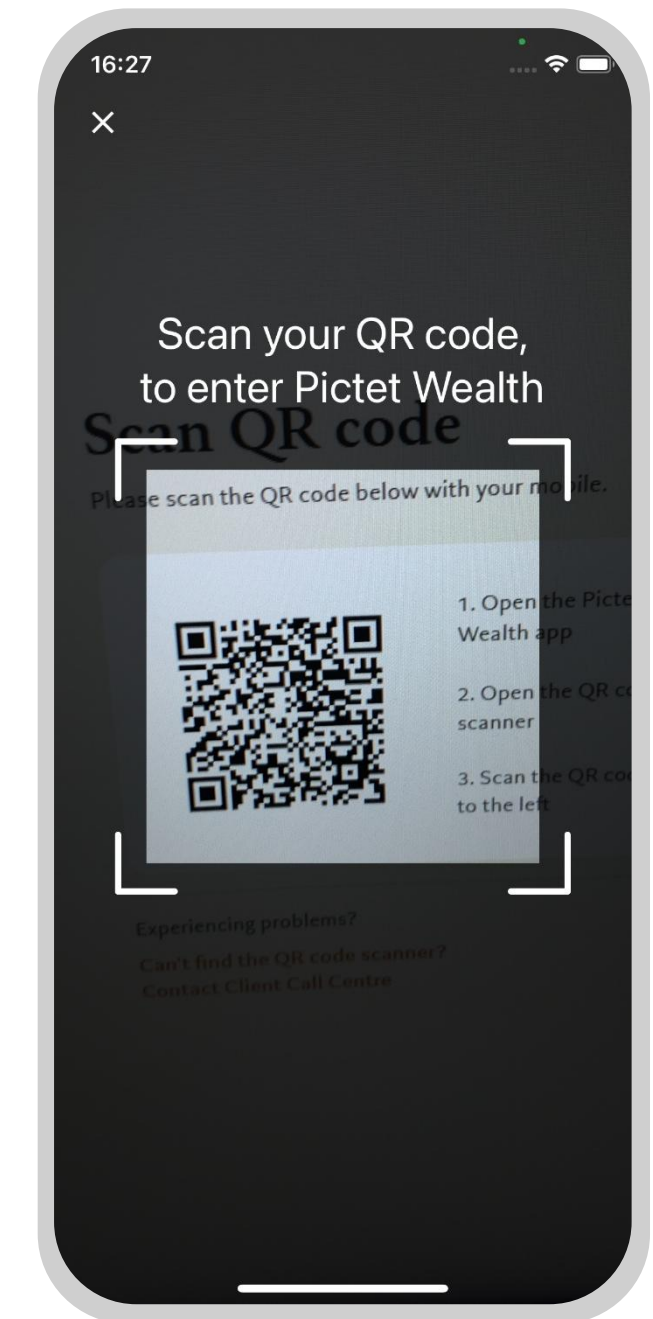 16:27
Scan your QR code,
to enter Pictet Wealth
Scan QR code
Please scan the QR code below with your mobile.
1. Open the Picte
Wealth app
2. Open the QR co
scanner
3. Scan the QR cod
to the left
Experiencing problems?
Can't find the QR code scanner?
Contact Client Call Centre